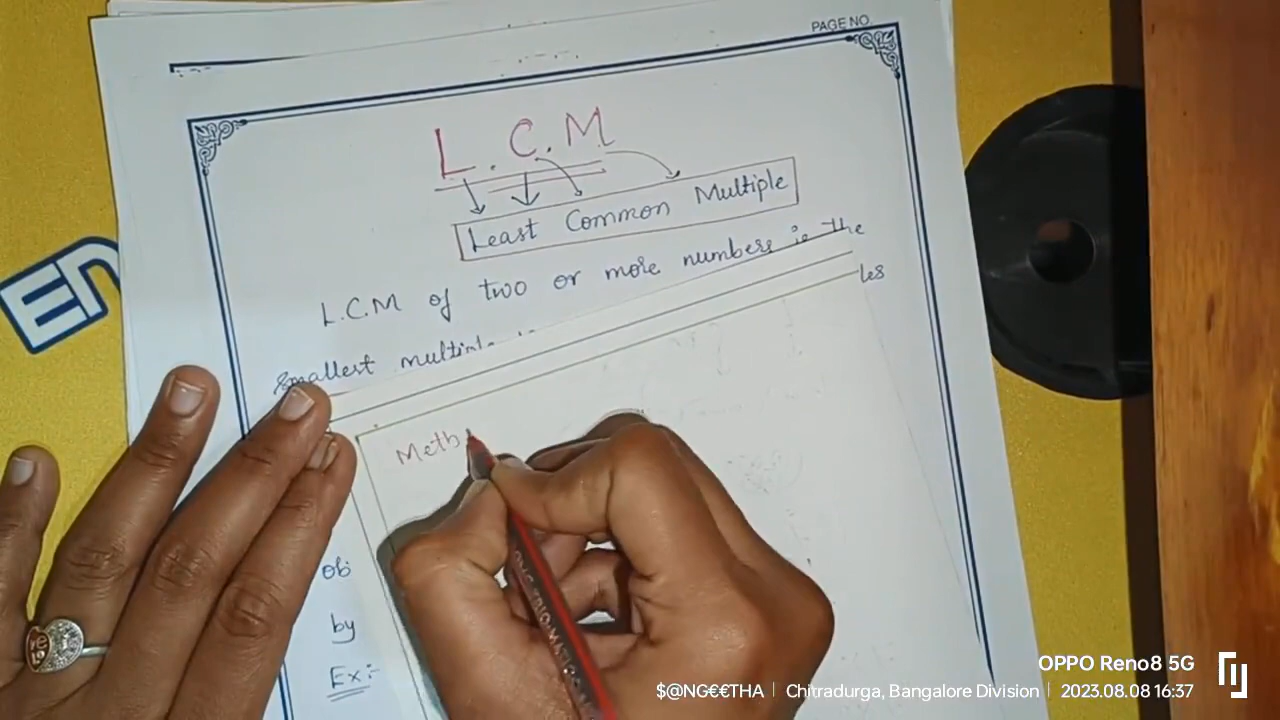 PAGE NO.
L.C.M
Least Common Multiple
L.C.M of two or more numbers is the
les
smallest
Meth
by
Ex:-
EN
OPPO Reno8 5G
$@NG€€THA | Chitradurga, Bangalore Division | 2023.08.08 16:37